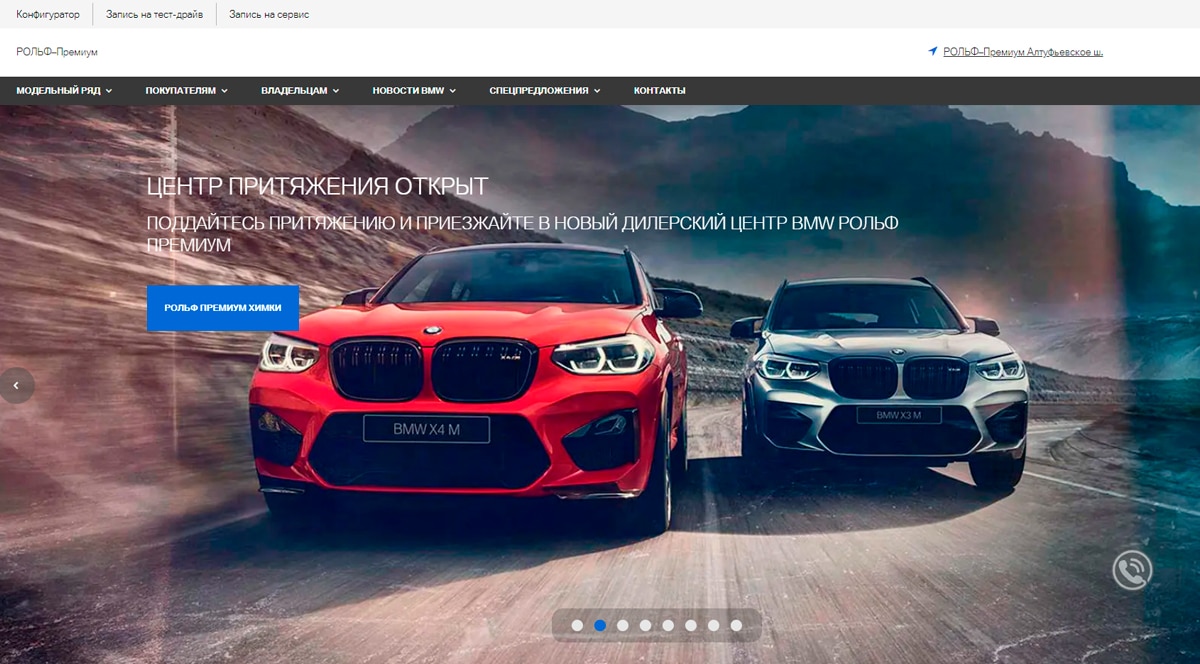 Конфигуратор
Запись на тест-драйв
Запись на сервис
РОЛЬФ–Премиум
РОЛЬФ–Премиум Алтуфьевское ш.
МОДЕЛЬНЫЙ РЯД
ПОКУПАТЕЛЯМ
ВЛАДЕЛЬЦАМ
НОВОСТИ BMW
СПЕЦПРЕДЛОЖЕНИЯ
КОНТАКТЫ
ЦЕНТР ПРИТЯЖЕНИЯ ОТКРЫТ
ПОДДАЙТЕСЬ ПРИТЯЖЕНИЮ И ПРИЕЗЖАЙТЕ В НОВЫЙ ДИЛЕРСКИЙ ЦЕНТР BMW РОЛЬФ
ПРЕМИУМ
РОЛЬФ ПРЕМИУМ ХИМКИ
BMW X4 M
BMW X3 M